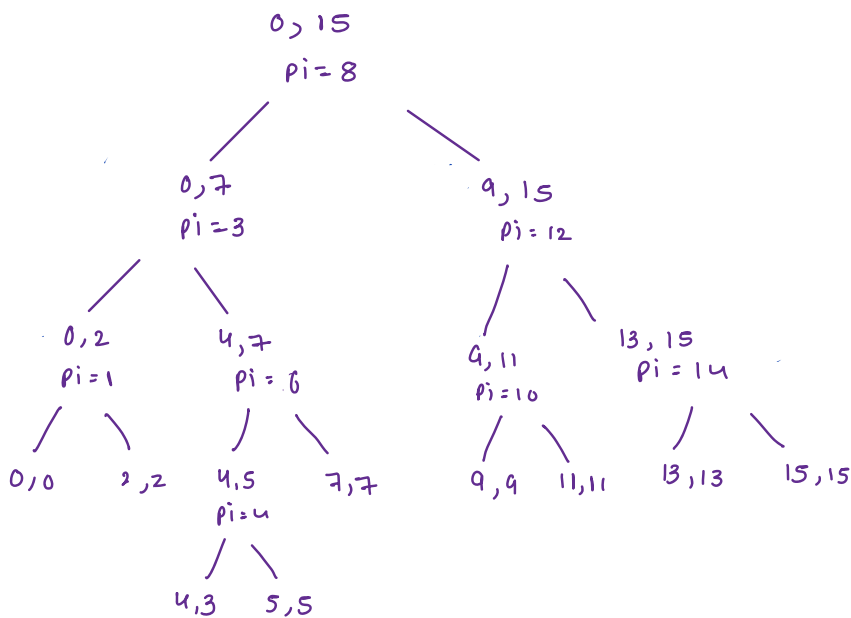 0,15
pi=8
0,7
pi=3
9,15
pi=12
0,2
pi=1
4,7
pi=6
9,11
pi=10
13,15
pi=14
0,0
2,2
4,5
pi=4
7,7
9,9
11,11
13,13
15,15
4,3
5,5